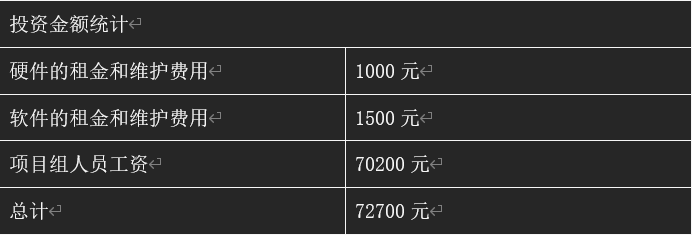 投资金额统计
硬件的租金和维护费用 1000 元
软件的租金和维护费用 1500 元
项目组人员工资 70200 元
总计 72700 元